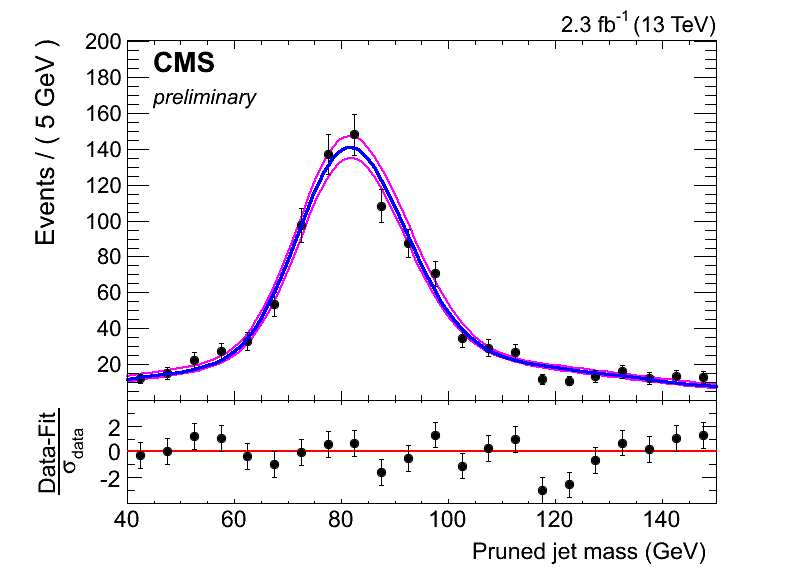 2.3 fb⁻¹ (13 TeV)
CMS
preliminary
Events / ( 5 GeV )
200
180
160
140
120
100
80
60
40
20
Data-Fit
σdata
2
0
-2
40 60 80 100 120 140
Pruned jet mass (GeV)